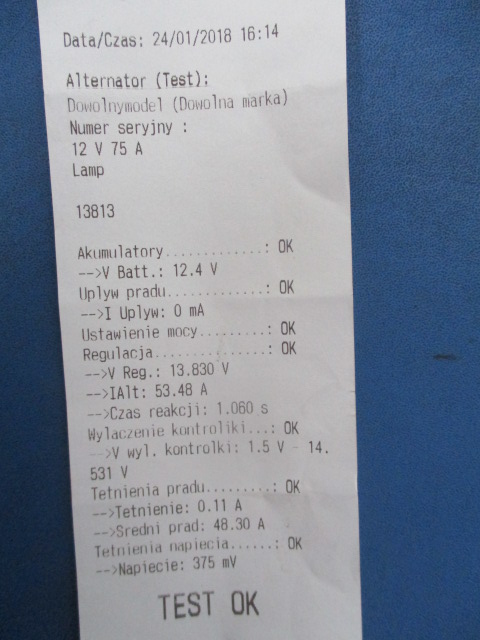 Data/Czas: 24/01/2018 16:14
Alternator (Test):
Dowolnymodel (Dowolna marka)
Numer seryjny :
12 V 75 A
Lamp
13813
Akumulatory.............: OK
-->V Batt.: 12.4 V
Uplyw pradu.............: OK
-->I Uplyw: 0 mA
Ustawienie mocy.........: OK
Regulacja...............: OK
-->V Reg.: 13.830 V
-->IAlt: 53.48 A
-->Czas reakcji: 1.060 s
Wylaczenie kontroliki...: OK
-->V wyl. kontrolki: 1.5 V - 14.
531 V
Tetnienia pradu.........: OK
-->Tetnienie: 0.11 A
-->Sredni prad: 48.30 A
Tetnienia napiecia......: OK
-->Napiecie: 375 mV
TEST OK